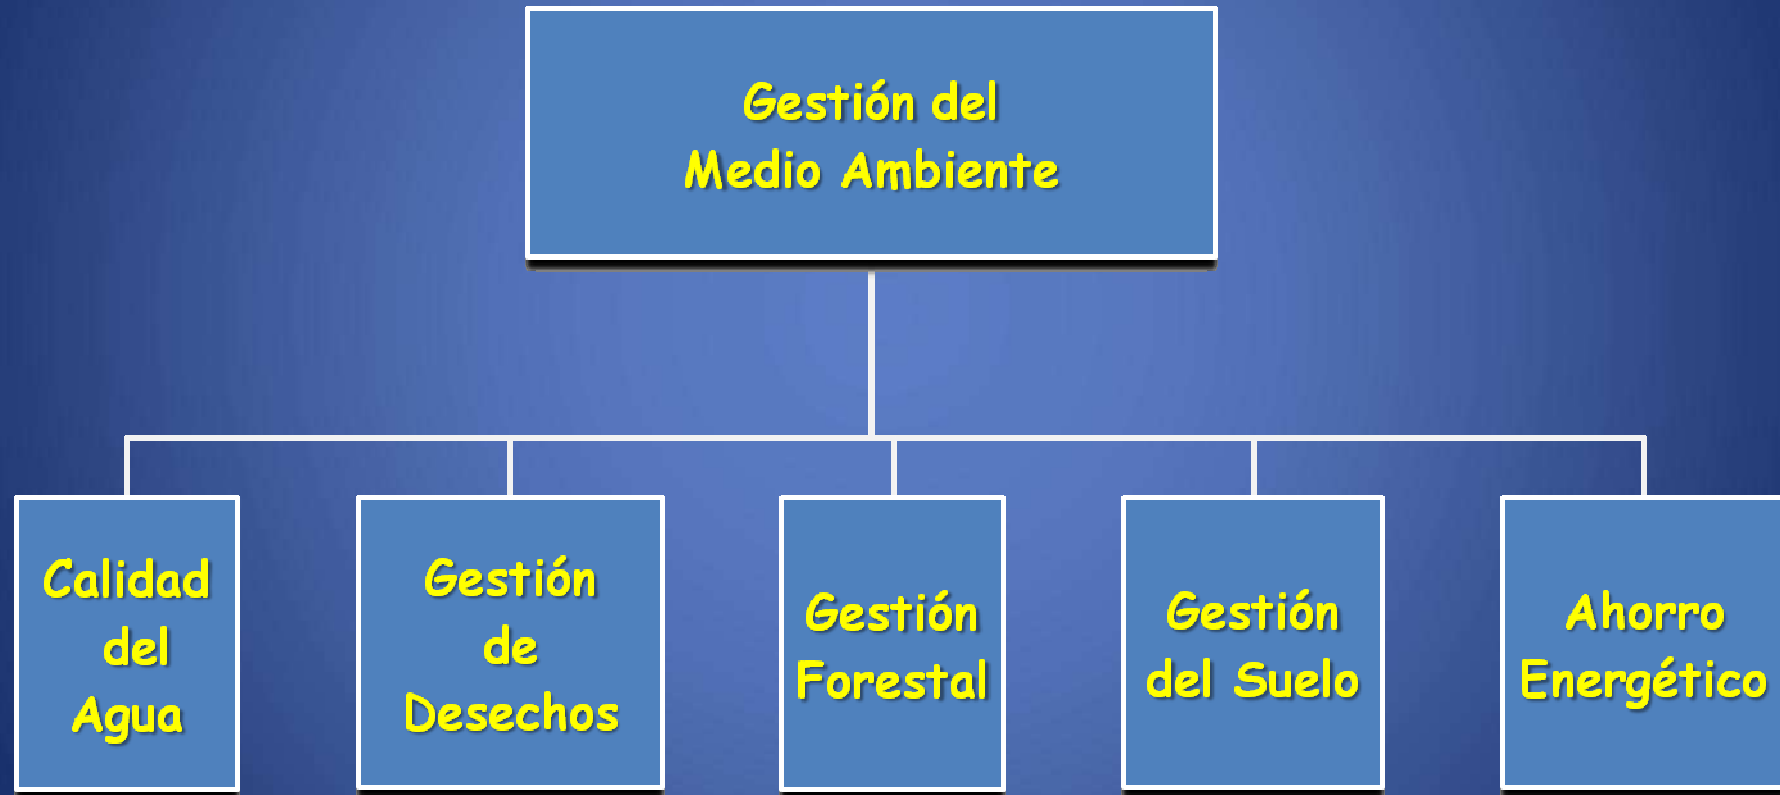 Gestión del
Medio Ambiente
Calidad
del
Agua
Gestión
de
Desechos
Gestión
Forestal
Gestión
del Suelo
Ahorro
Energético